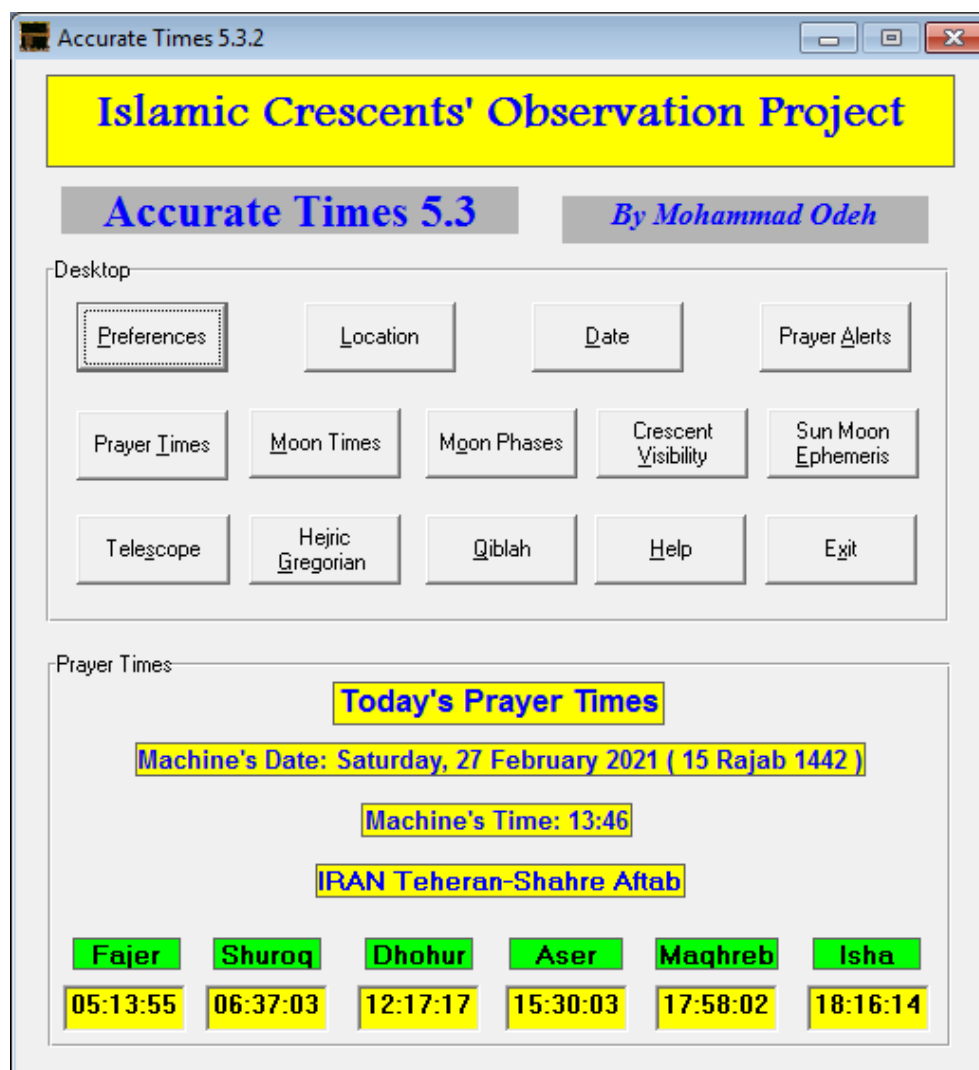 Accurate Times 5.3.2
Islamic Crescents' Observation Project
Accurate Times 5.3
By Mohammad Odeh
Desktop
Preferences
Location
Date
Prayer Alerts
Prayer Times
Moon Times
Moon Phases
Crescent
Visibility
Sun Moon
Ephemeris
Telescope
Hejric
Gregorian
Qiblah
Help
Exit
Prayer Times
Today's Prayer Times
Machine's Date: Saturday, 27 February 2021 ( 15 Rajab 1442 )
Machine's Time: 13:46
IRAN Teheran-Shahre Aftab
Fajer Shuroq Dhohur Aser Maghreb Isha
05:13:55 06:37:03 12:17:17 15:30:03 17:58:02 18:16:14